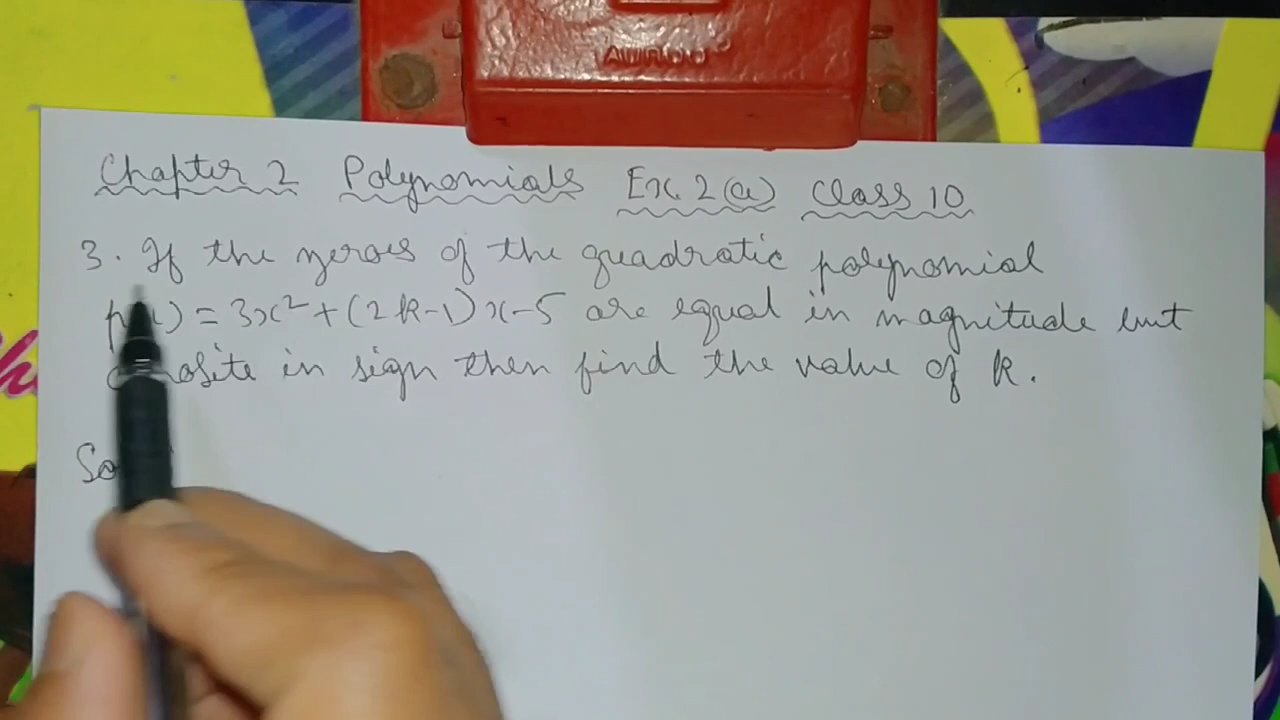 AUROO
Chapter 2 Polynomials Ex. 2(a) Class 10
3. If the zeroes of the quadratic polynomial
= 3x² + (2k-1)x-5 are equal in magnitude but
in sign then find the value of k.